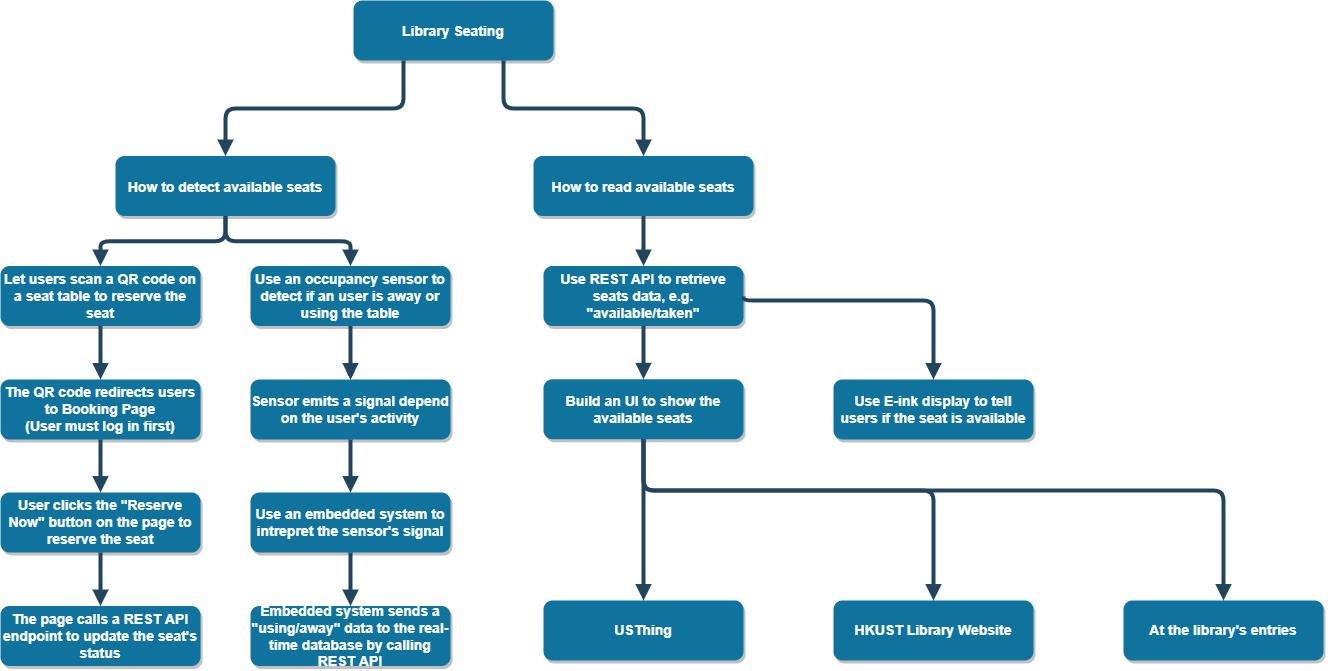 Library Seating
How to detect available seats
How to read available seats
Let users scan a QR code on
a seat table to reserve the
seat
Use an occupancy sensor to
detect if an user is away or
using the table
Use REST API to retrieve
seats data, e.g.
"available/taken"
The QR code redirects users
to Booking Page
(User must log in first)
Sensor emits a signal depend
on the user's activity
Build an UI to show the
available seats
Use E-ink display to tell
users if the seat is available
User clicks the "Reserve
Now" button on the page to
reserve the seat
Use an embedded system to
intrepret the sensor's signal
The page calls a REST API
endpoint to update the seat's
status
Embedded system sends a
"using/away" data to the real-
time database by calling
REST API
USThing
HKUST Library Website
At the library's entries